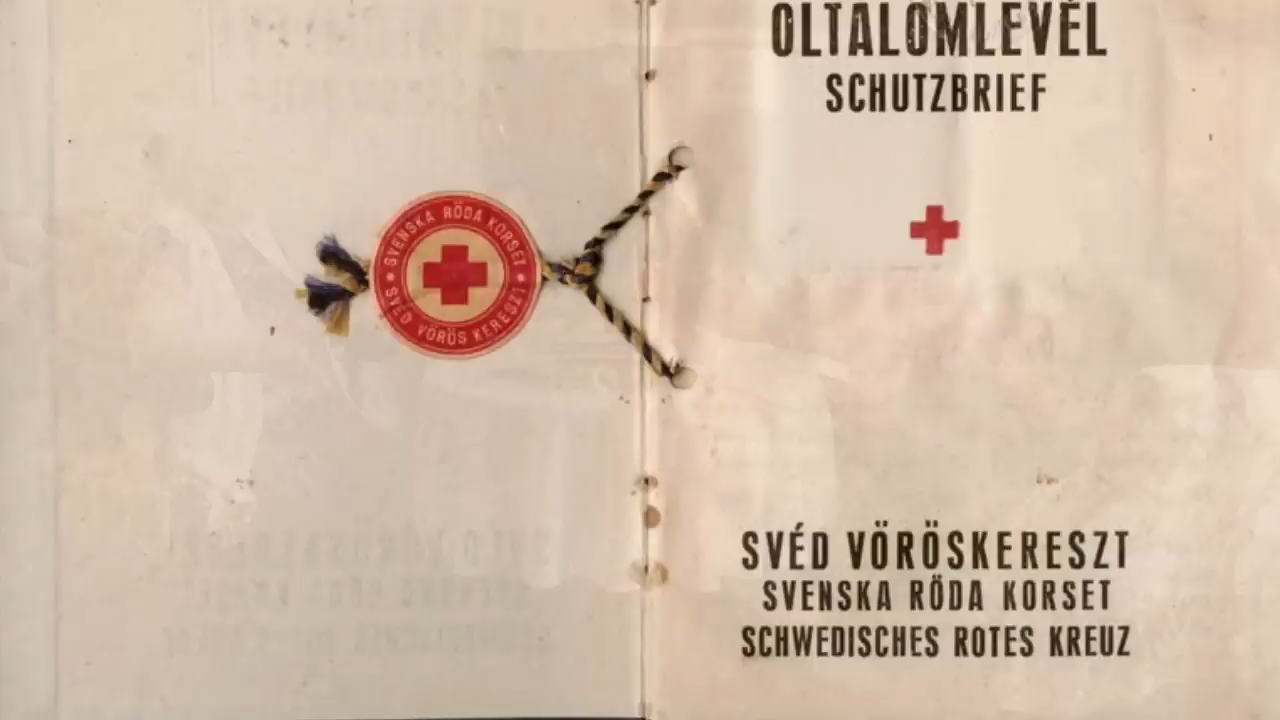 SVENSKA RÖDA KORSET
SVÉD VÖRÖS KERESZT
OLTALOMLEVÉL
SCHUTZBRIEF
SVÉD VÖRÖSKERESZT
SVENSKA RÖDA KORSET
SCHWEDISCHES ROTES KREUZ